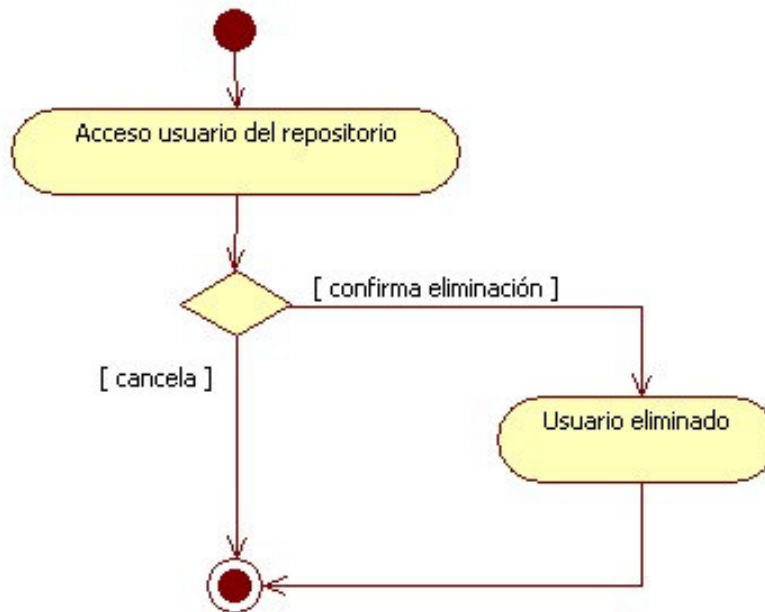 Acceso usuario del repositorio
[ confirma eliminación ]
[ cancela ]
Usuario eliminado